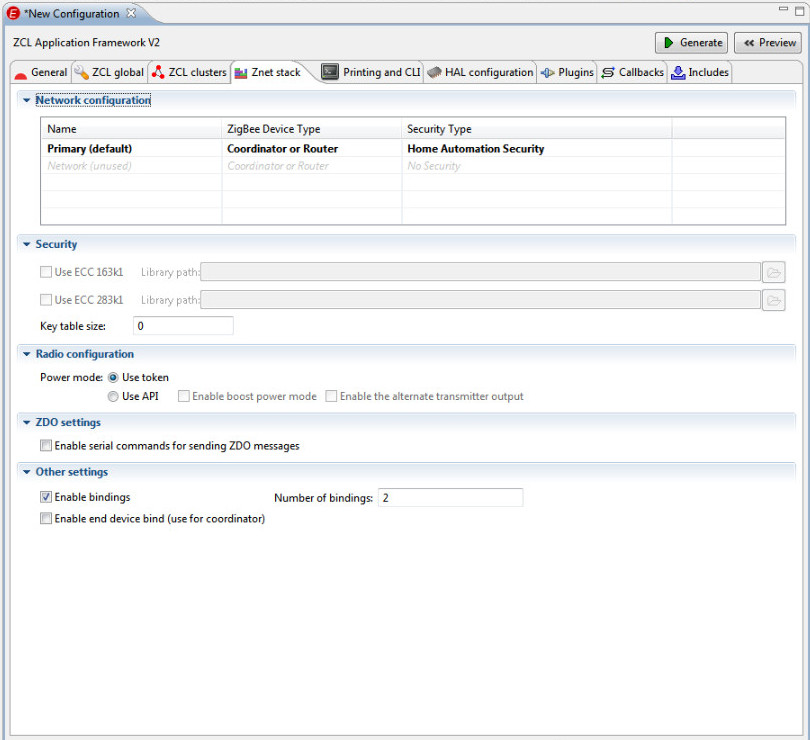 *New Configuration
ZCL Application Framework V2
Generate
Preview
General
ZCL global
ZCL clusters
Znet stack
Printing and CLI
HAL configuration
Plugins
Callbacks
Includes
Network configuration
Name ZigBee Device Type Security Type
Primary (default) Coordinator or Router Home Automation Security
Network (unused) Coordinator or Router No Security
Security
Use ECC 163k1 Library path:
Use ECC 283k1 Library path:
Key table size: 0
Radio configuration
Power mode: Use token
Use API Enable boost power mode Enable the alternate transmitter output
ZDO settings
Enable serial commands for sending ZDO messages
Other settings
Enable bindings Number of bindings: 2
Enable end device bind (use for coordinator)